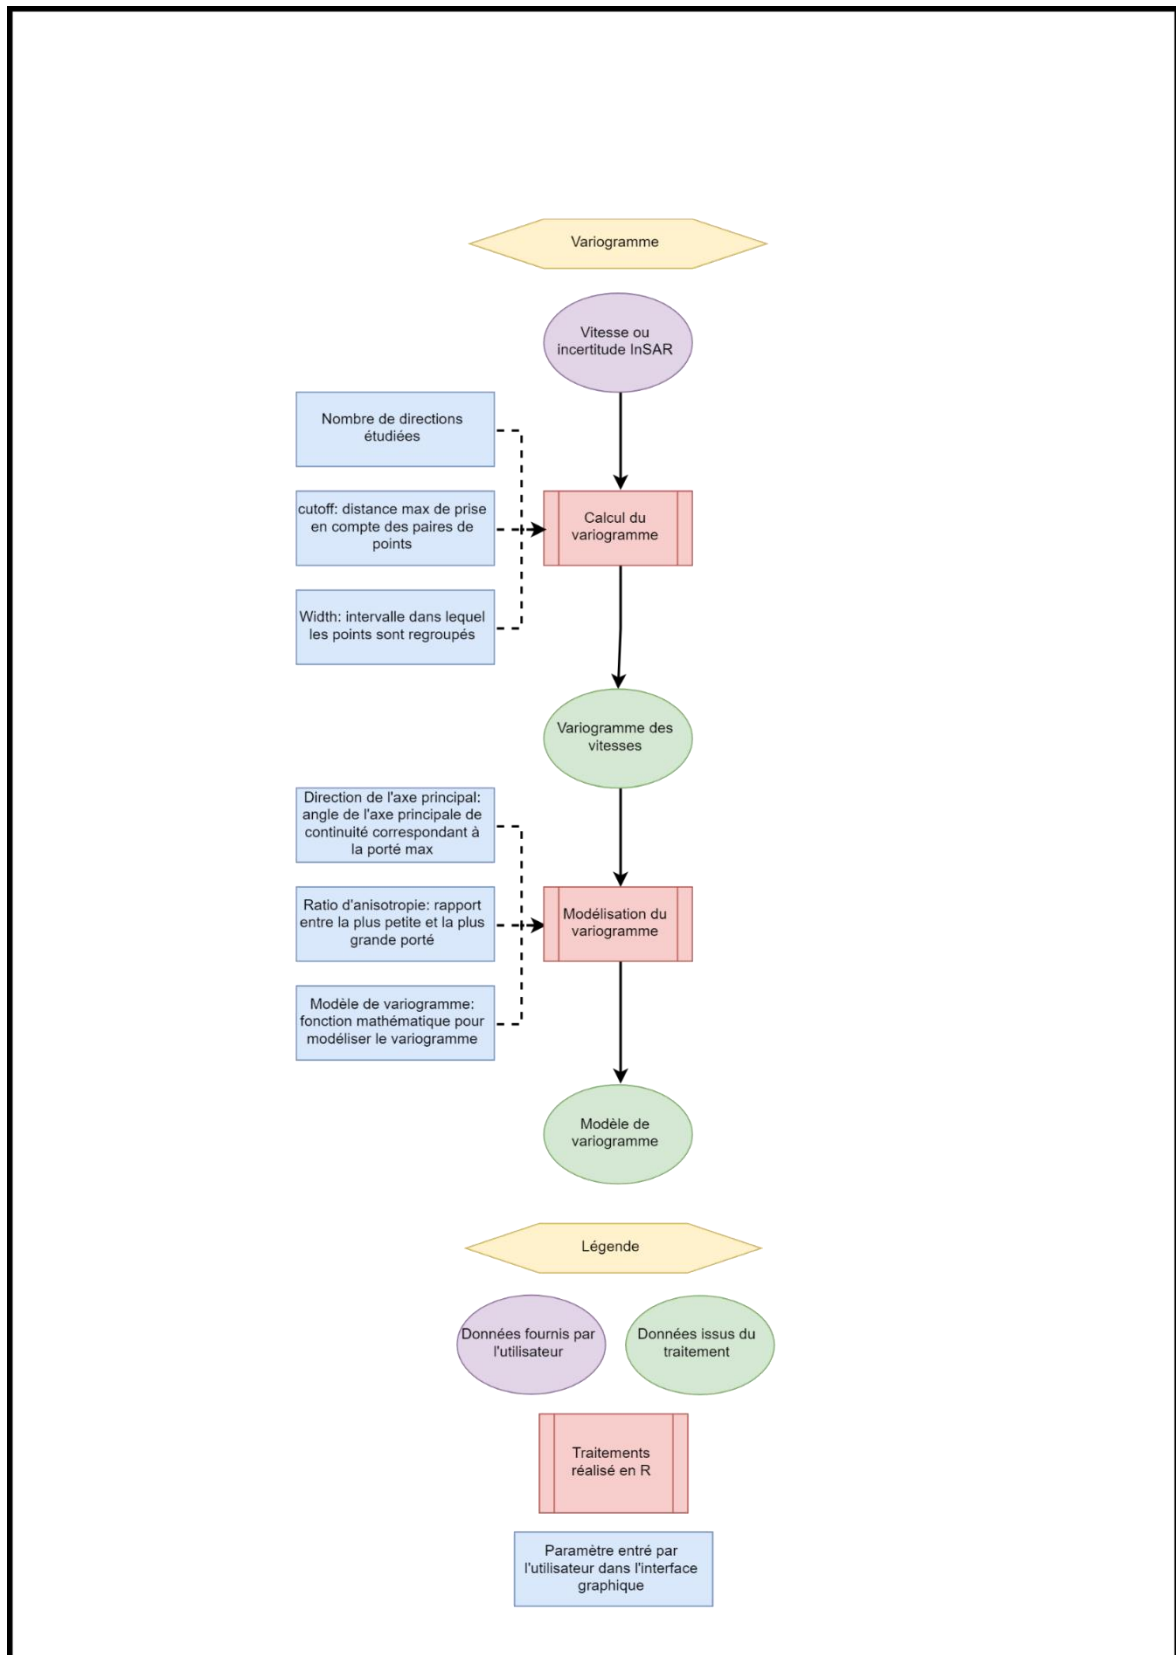 Variogramme
Vitesse ou
incertitude InSAR
Nombre de directions
étudiées
cutoff: distance max de prise
en compte des paires de
points
Calcul du
variogramme
Width: intervalle dans lequel
les points sont regroupés
Variogramme des
vitesses
Direction de l'axe principal:
angle de l'axe principale de
continuité correspondant à
la porté max
Ratio d'anisotropie: rapport
entre la plus petite et la plus
grande porté
Modélisation du
variogramme
Modèle de variogramme:
fonction mathématique pour
modéliser le variogramme
Modèle de
variogramme
Légende
Données fournis par
l'utilisateur
Données issus du
traitement
Traitements
réalisé en R
Paramètre entré par
l'utilisateur dans l'interface
graphique